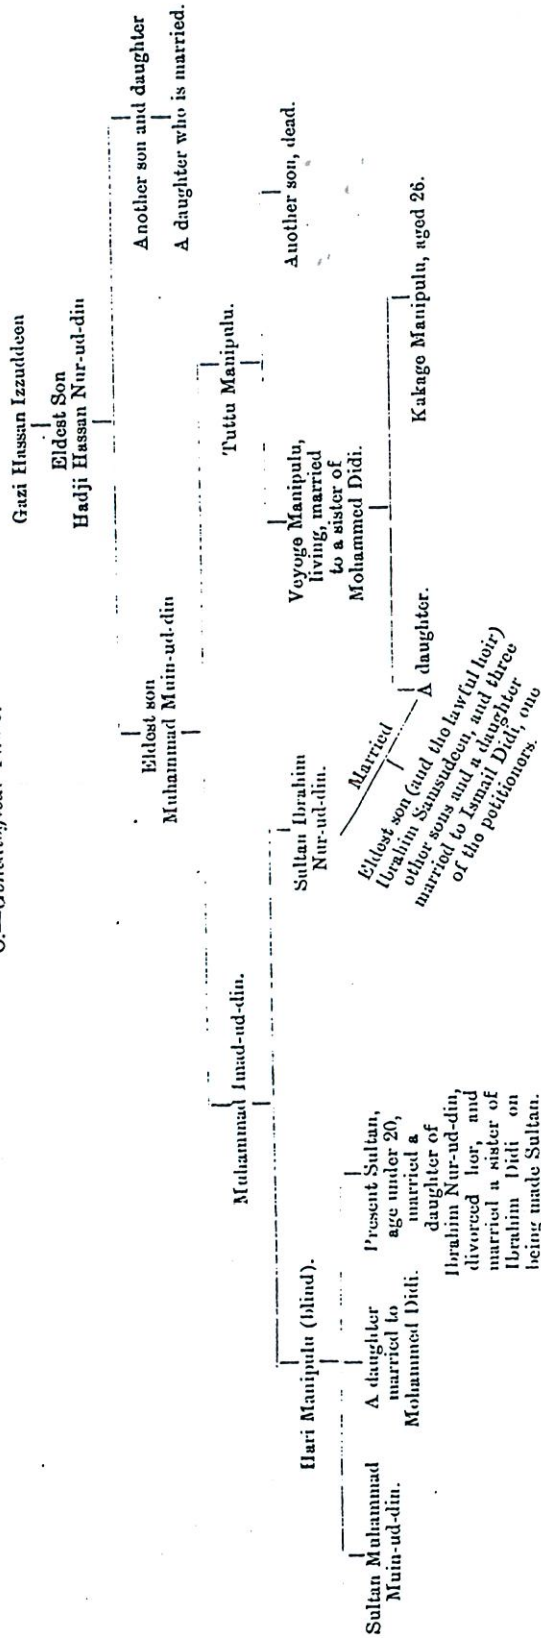 Gazi Hassan Izzuddeen
Eldest Son
Hadji Hassan Nur-ud-din
Eldest son
Muhammad Muin-ud-din
Another son and daughter
A daughter who is married.
Muhammad Imad-ud-din.
Tuttu Manipulu.
Hari Manipulu (blind).
Sultan Ibrahim
Nur-ud-din.
Veyoge Manipulu,
living, married
to a sister of
Mohammed Didi.
Another son, dead.
Sultan Muhammad
Muin-ud-din.
A daughter
married to
Mohammed Didi.
Present Sultan,
age under 20,
married a
daughter of
Ibrahim Nur-ud-din,
divorced her, and
married a sister of
Ibrahim Didi on
being made Sultan.
Married
A daughter.
Kakage Manipulu, aged 26.
Eldest son (and the lawful heir)
Ibrahim Samsudeen, and three
other sons and a daughter
married to Ismail Didi, one
of the petitioners.